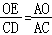 OE/CD = AO/AC